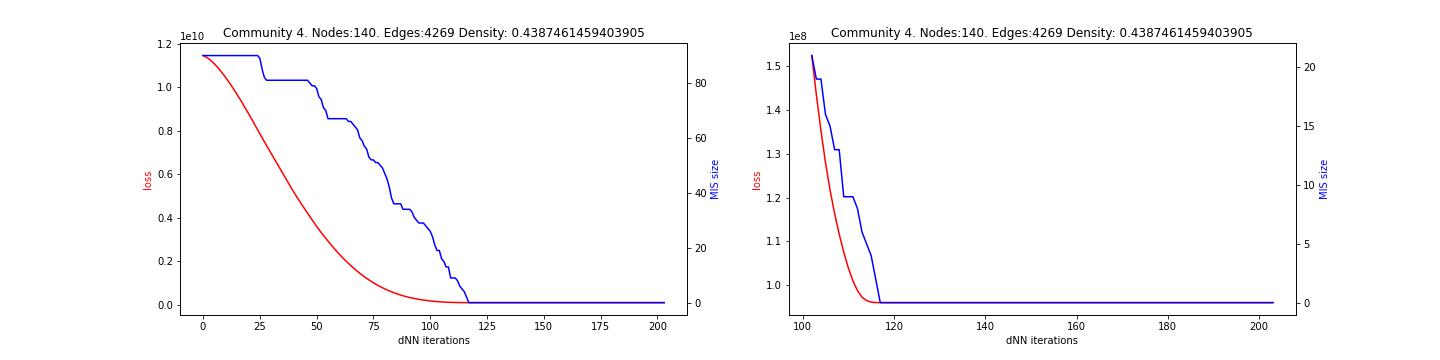 Community 4. Nodes:140. Edges:4269 Density: 0.4387461459403905
1e10
1.2
1.0
0.8
0.6
0.4
0.2
0.0
loss
80
60
40
20
0
MIS size
0 25 50 75 100 125 150 175 200
dNN iterations
Community 4. Nodes:140. Edges:4269 Density: 0.4387461459403905
1e8
1.5
1.4
1.3
1.2
1.1
1.0
loss
20
15
10
5
0
MIS size
100 120 140 160 180 200
dNN iterations